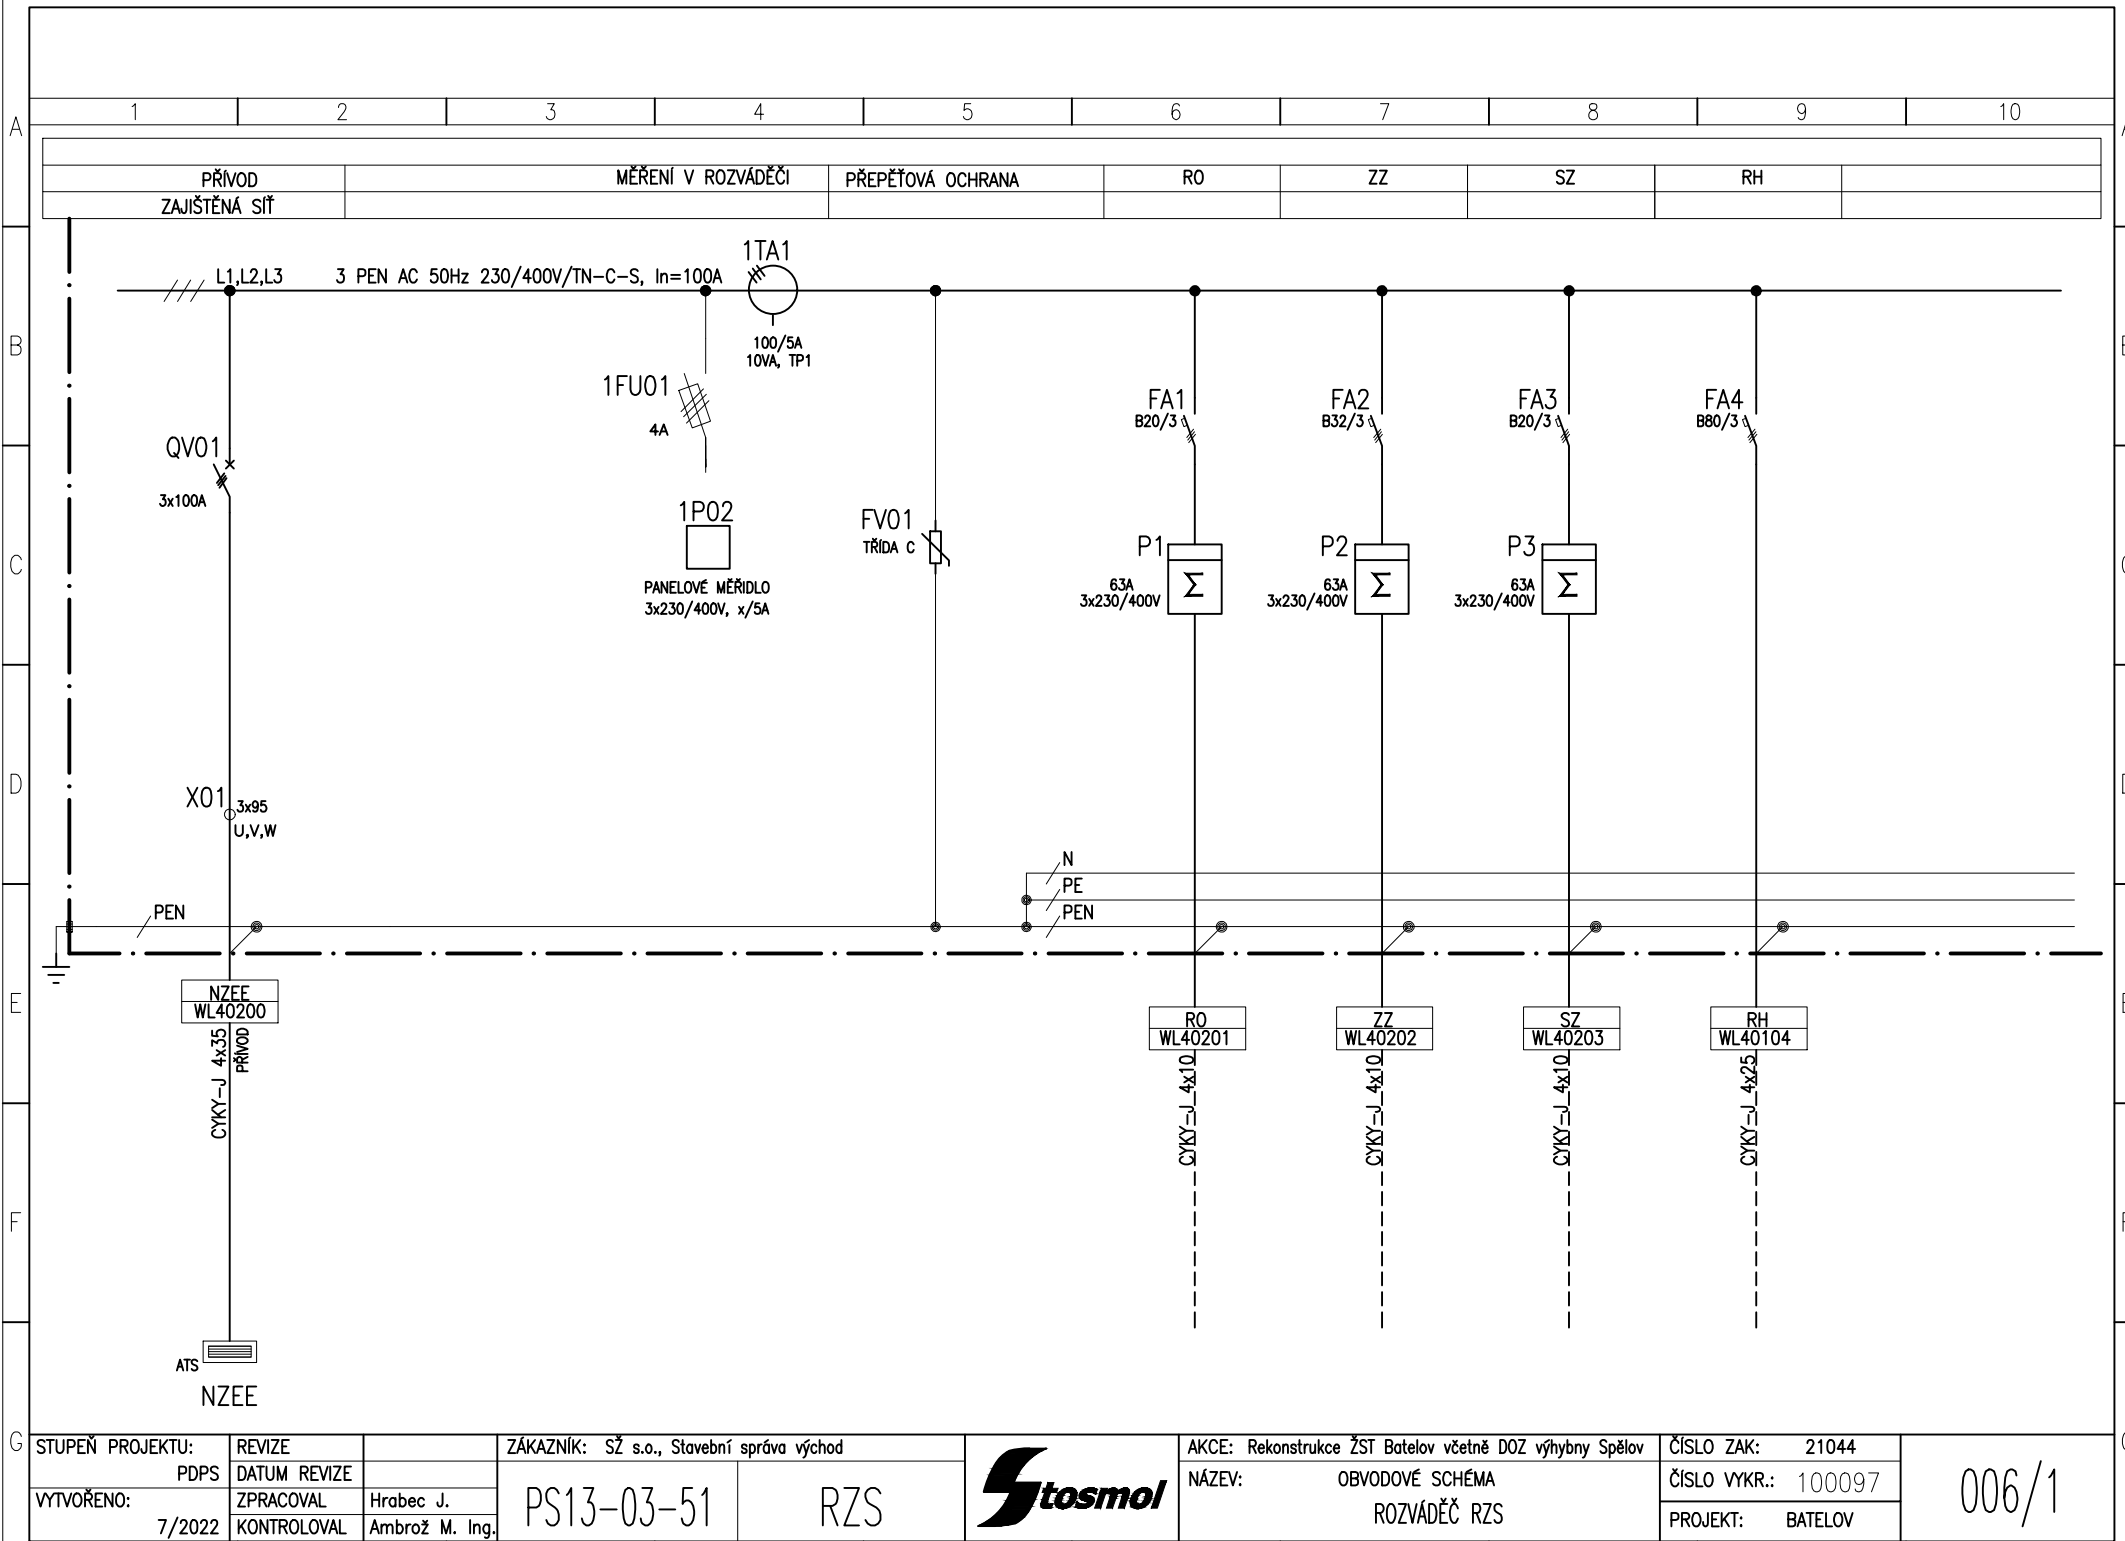 1 2 3 4 5 6 7 8 9 10
A
PŘÍVOD MĚŘENÍ V ROZVÁDĚČI PŘEPĚŤOVÁ OCHRANA RO ZZ SZ RH
ZAJIŠTĚNÁ SÍŤ
1TA1
L1,L2,L3 3 PEN AC 50Hz 230/400V/TN-C-S, In=100A
B
100/5A
10VA, TP1
1FU01
4A
FA1 FA2 FA3 FA4
B20/3 B32/3 B20/3 B80/3
QV01
3x100A
1P02
FV01
TŘÍDA C
P1 P2 P3
C
Σ Σ Σ
PANELOVÉ MĚŘIDLO
3x230/400V, x/5A
63A 63A 63A
3x230/400V 3x230/400V 3x230/400V
D
X01 3x95
U,V,W
N
PE
PEN PEN
E
NZEE
WL40200
RO ZZ SZ RH
WL40201 WL40202 WL40203 WL40104
CYKY-J 4x35
PŘÍVOD
CYKY-J 4x10
CYKY-J 4x10
CYKY-J 4x10
CYKY-J 4x25
F
ATS
NZEE
G
STUPEŇ PROJEKTU:
PDPS
VYTVOŘENO:
7/2022
REVIZE
DATUM REVIZE
ZPRACOVAL Hrabec J.
KONTROLOVAL Ambrož M. Ing.
ZÁKAZNÍK: SŽ s.o., Stavební správa východ
PS13-03-51 RZS
Stosmol
AKCE: Rekonstrukce ŽST Batelov včetně DOZ výhybny Spělov
NÁZEV: OBVODOVÉ SCHÉMA
ROZVÁDĚČ RZS
ČÍSLO ZAK: 21044
ČÍSLO VYKR.: 100097
PROJEKT: BATELOV
006/1